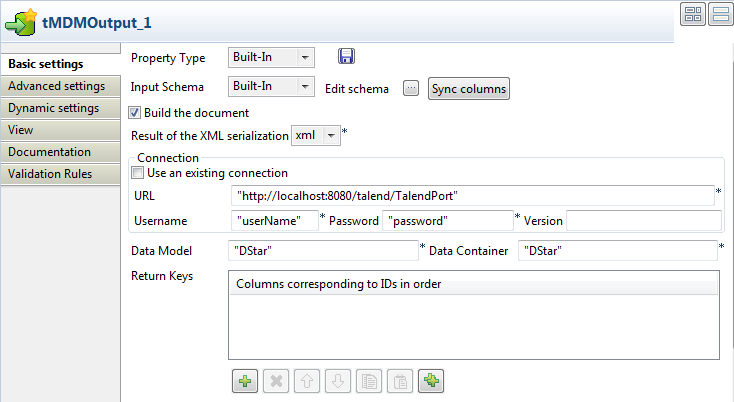 tMDMOutput_1
Basic settings
Advanced settings
Dynamic settings
View
Documentation
Validation Rules
Property Type Built-In
Input Schema Built-In Edit schema ... Sync columns
Build the document
Result of the XML serialization xml *
Connection
Use an existing connection
URL "http://localhost:8080/talend/TalendPort" *
Username "userName" * Password "password" * Version
Data Model "DStar" * Data Container "DStar" *
Return Keys
Columns corresponding to IDs in order